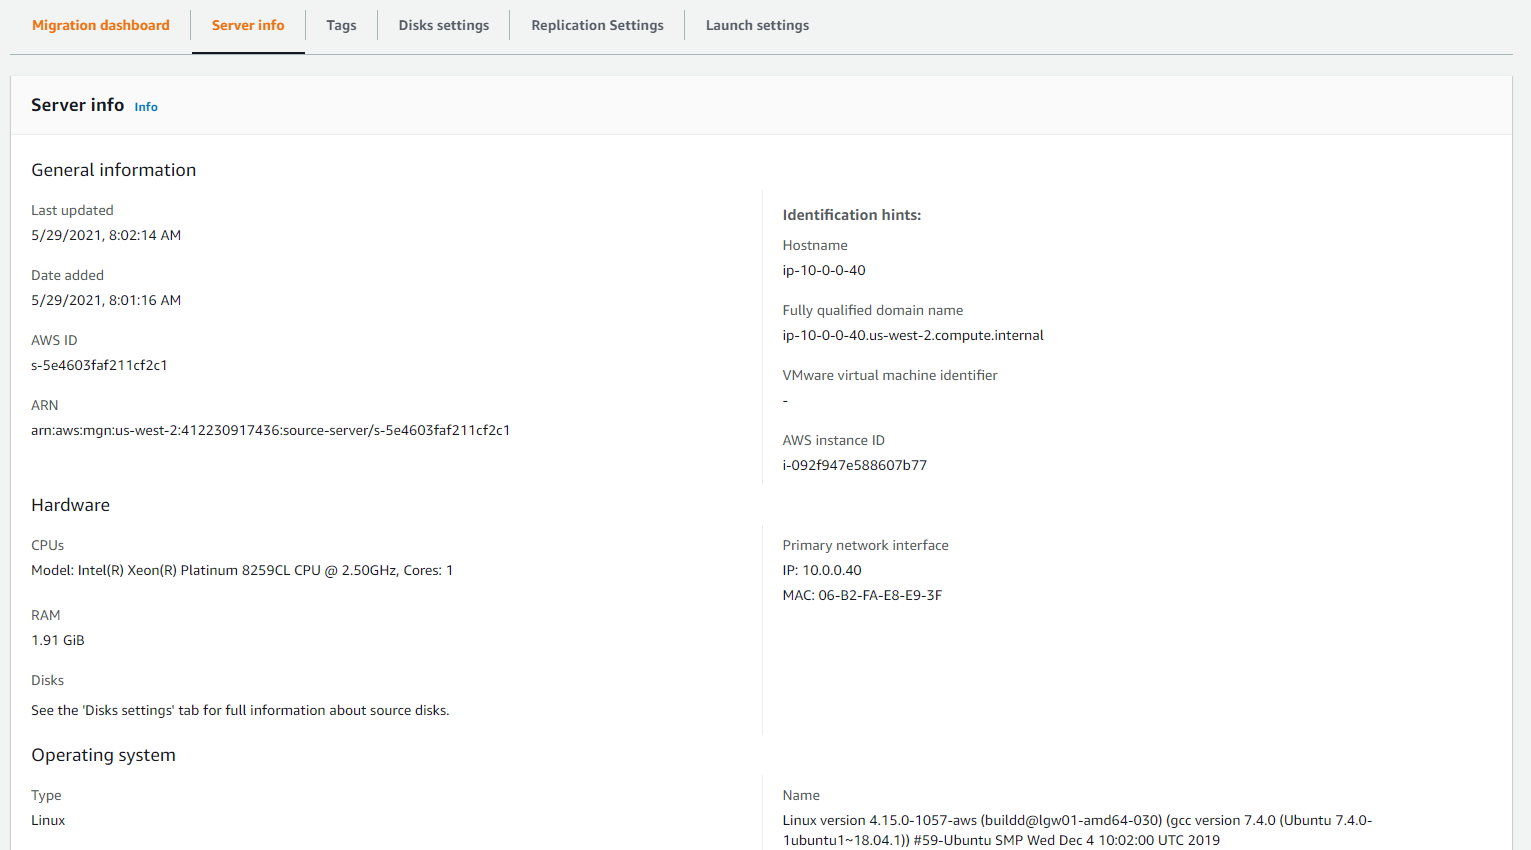 Migration dashboard
Server info
Tags
Disks settings
Replication Settings
Launch settings
Server info Info
General information
Last updated
5/29/2021, 8:02:14 AM
Date added
5/29/2021, 8:01:16 AM
AWS ID
s-5e4603faf211cf2c1
ARN
arn:aws:mgn:us-west-2:412230917436:source-server/s-5e4603faf211cf2c1
Identification hints:
Hostname
ip-10-0-0-40
Fully qualified domain name
ip-10-0-0-40.us-west-2.compute.internal
VMware virtual machine identifier
-
AWS instance ID
i-092f947e588607b77
Hardware
CPUs
Model: Intel(R) Xeon(R) Platinum 8259CL CPU @ 2.50GHz, Cores: 1
RAM
1.91 GiB
Disks
See the 'Disks settings' tab for full information about source disks.
Primary network interface
IP: 10.0.0.40
MAC: 06-B2-FA-E8-E9-3F
Operating system
Type
Linux
Name
Linux version 4.15.0-1057-aws (buildd@lgw01-amd64-030) (gcc version 7.4.0 (Ubuntu 7.4.0-
1ubuntu1~18.04.1)) #59-Ubuntu SMP Wed Dec 4 10:02:00 UTC 2019